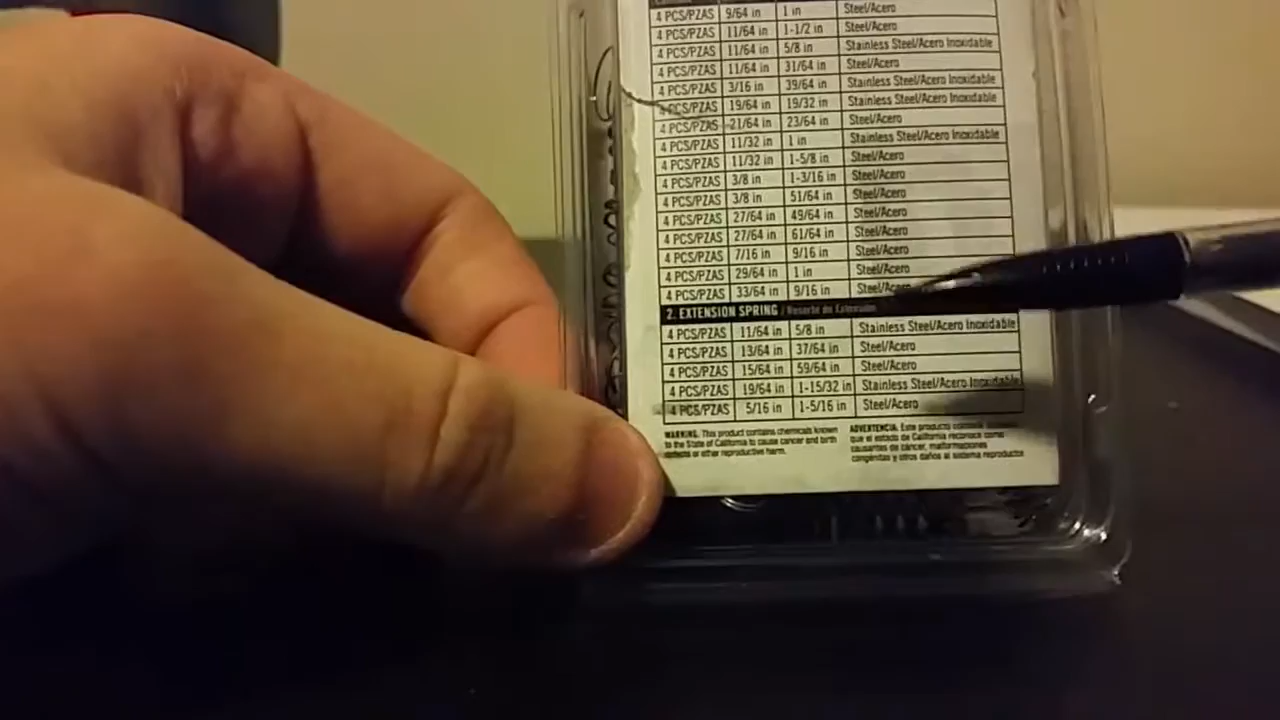 4 PCS/PZAS 9/64 in 1 in Steel/Acero
4 PCS/PZAS 11/64 in 1-1/2 in Steel/Acero
4 PCS/PZAS 11/64 in 5/8 in Stainless Steel/Acero Inoxidable
4 PCS/PZAS 11/64 in 31/64 in Steel/Acero
4 PCS/PZAS 3/16 in 39/64 in Stainless Steel/Acero Inoxidable
4 PCS/PZAS 19/64 in 19/32 in Stainless Steel/Acero Inoxidable
4 PCS/PZAS 21/64 in 23/64 in Steel/Acero
4 PCS/PZAS 11/32 in 1 in Stainless Steel/Acero Inoxidable
4 PCS/PZAS 11/32 in 1-5/8 in Steel/Acero
4 PCS/PZAS 3/8 in 1-3/16 in Steel/Acero
4 PCS/PZAS 3/8 in 51/64 in Steel/Acero
4 PCS/PZAS 27/64 in 49/64 in Steel/Acero
4 PCS/PZAS 27/64 in 61/64 in Steel/Acero
4 PCS/PZAS 7/16 in 9/16 in Steel/Acero
4 PCS/PZAS 29/64 in 1 in Steel/Acero
4 PCS/PZAS 33/64 in 9/16 in Steel/Acero
2. EXTENSION SPRING / Resorte de Extensión
4 PCS/PZAS 11/64 in 5/8 in Stainless Steel/Acero Inoxidable
4 PCS/PZAS 13/64 in 37/64 in Steel/Acero
4 PCS/PZAS 15/64 in 59/64 in Steel/Acero
4 PCS/PZAS 19/64 in 1-15/32 in Stainless Steel/Acero Inoxidable
4 PCS/PZAS 5/16 in 1-5/16 in Steel/Acero
WARNING: This product contains chemicals known
to the State of California to cause cancer and birth
defects or other reproductive harm.
ADVERTENCIA: Este producto contiene
que el estado de California reconoce como
causantes de cáncer, malformaciones
congénitas y otros daños al sistema reproductor